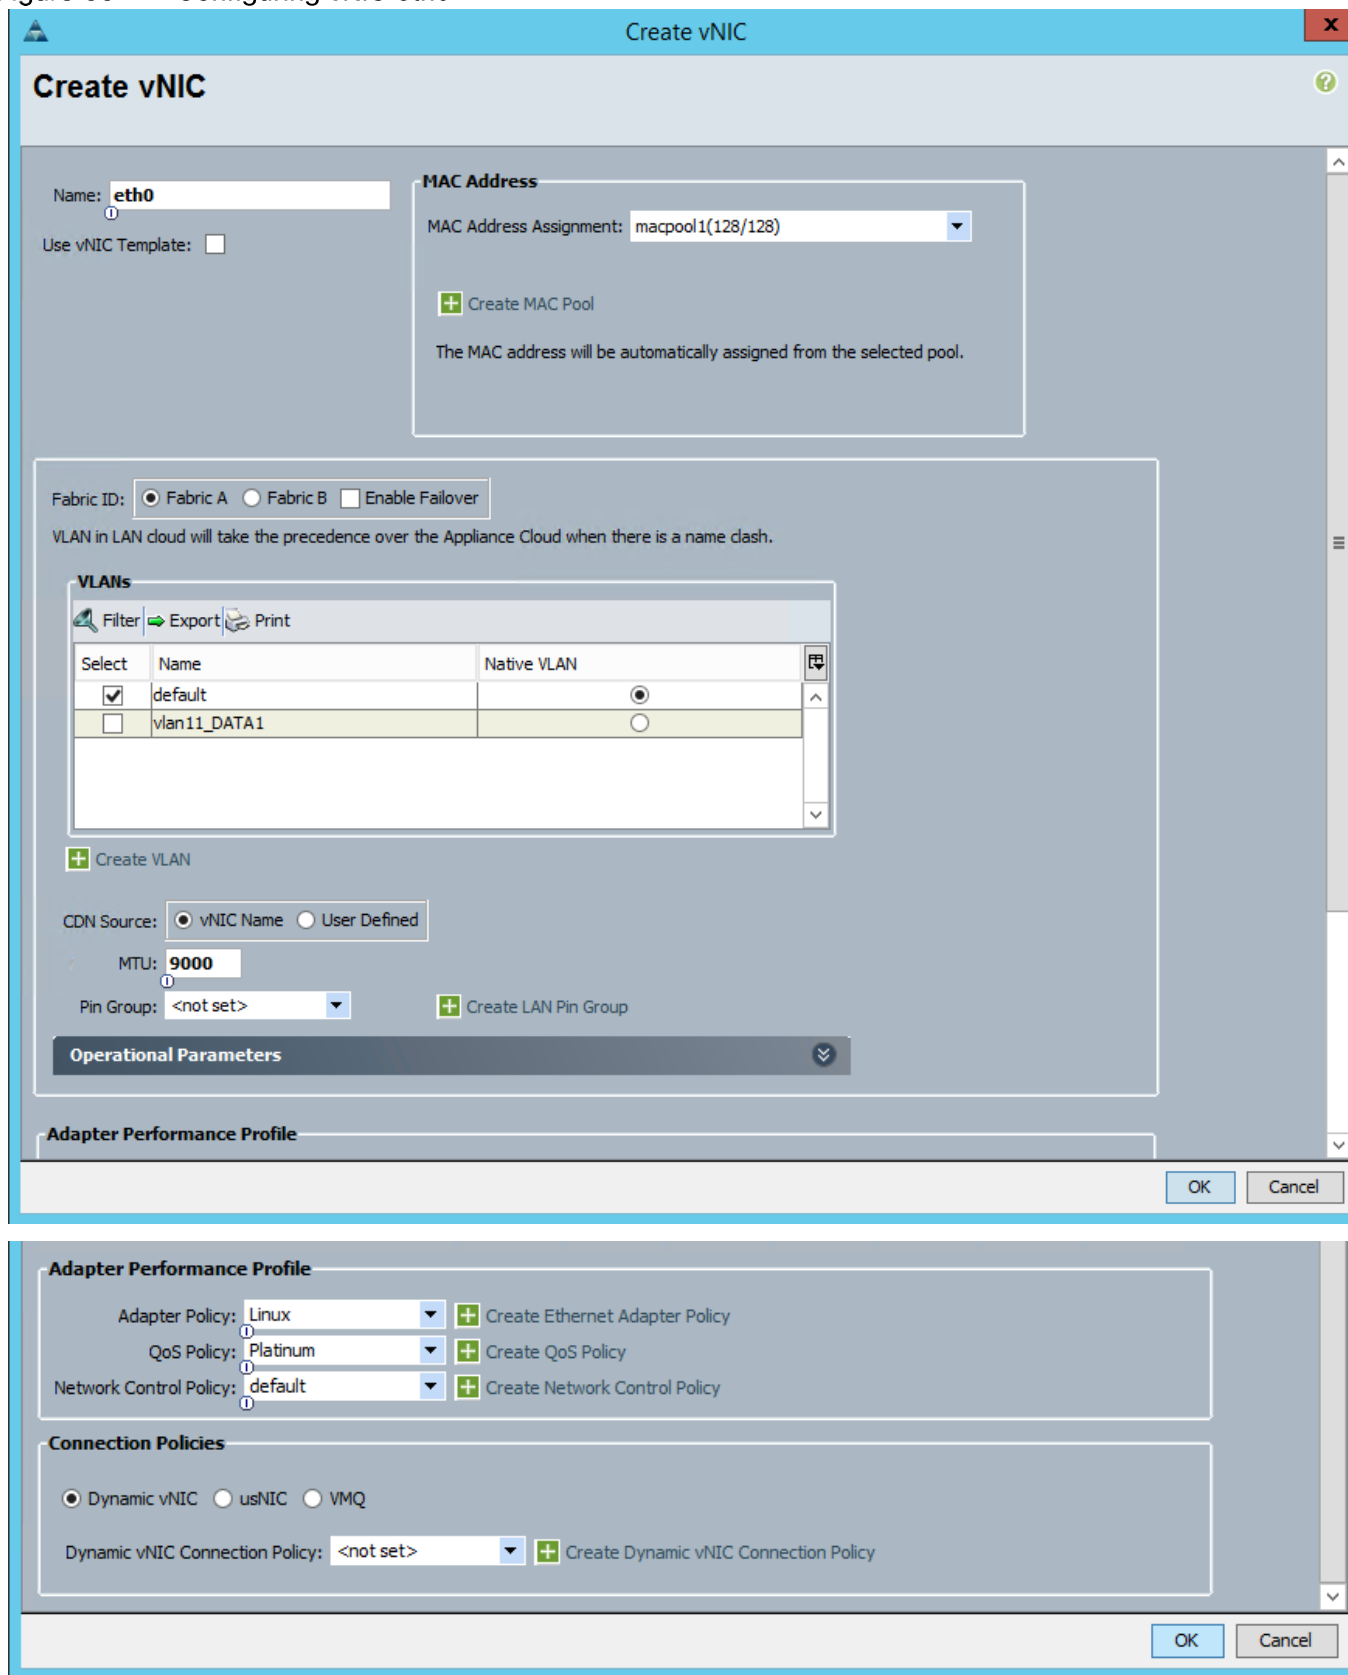 Create vNIC
x
Create vNIC
?
Name: eth0
Use vNIC Template:
MAC Address
MAC Address Assignment: macpool1(128/128)
Create MAC Pool
The MAC address will be automatically assigned from the selected pool.
Fabric ID: Fabric A Fabric B Enable Failover
VLAN in LAN cloud will take the precedence over the Appliance Cloud when there is a name clash.
VLANs
Filter Export Print
Select Name Native VLAN
default
vlan11_DATA1
Create VLAN
CDN Source: vNIC Name User Defined
MTU: 9000
Pin Group: <not set> Create LAN Pin Group
Operational Parameters
Adapter Performance Profile
OK Cancel
Adapter Performance Profile
Adapter Policy: Linux Create Ethernet Adapter Policy
QoS Policy: Platinum Create QoS Policy
Network Control Policy: default Create Network Control Policy
Connection Policies
Dynamic vNIC usNIC VMQ
Dynamic vNIC Connection Policy: <not set> Create Dynamic vNIC Connection Policy
OK Cancel